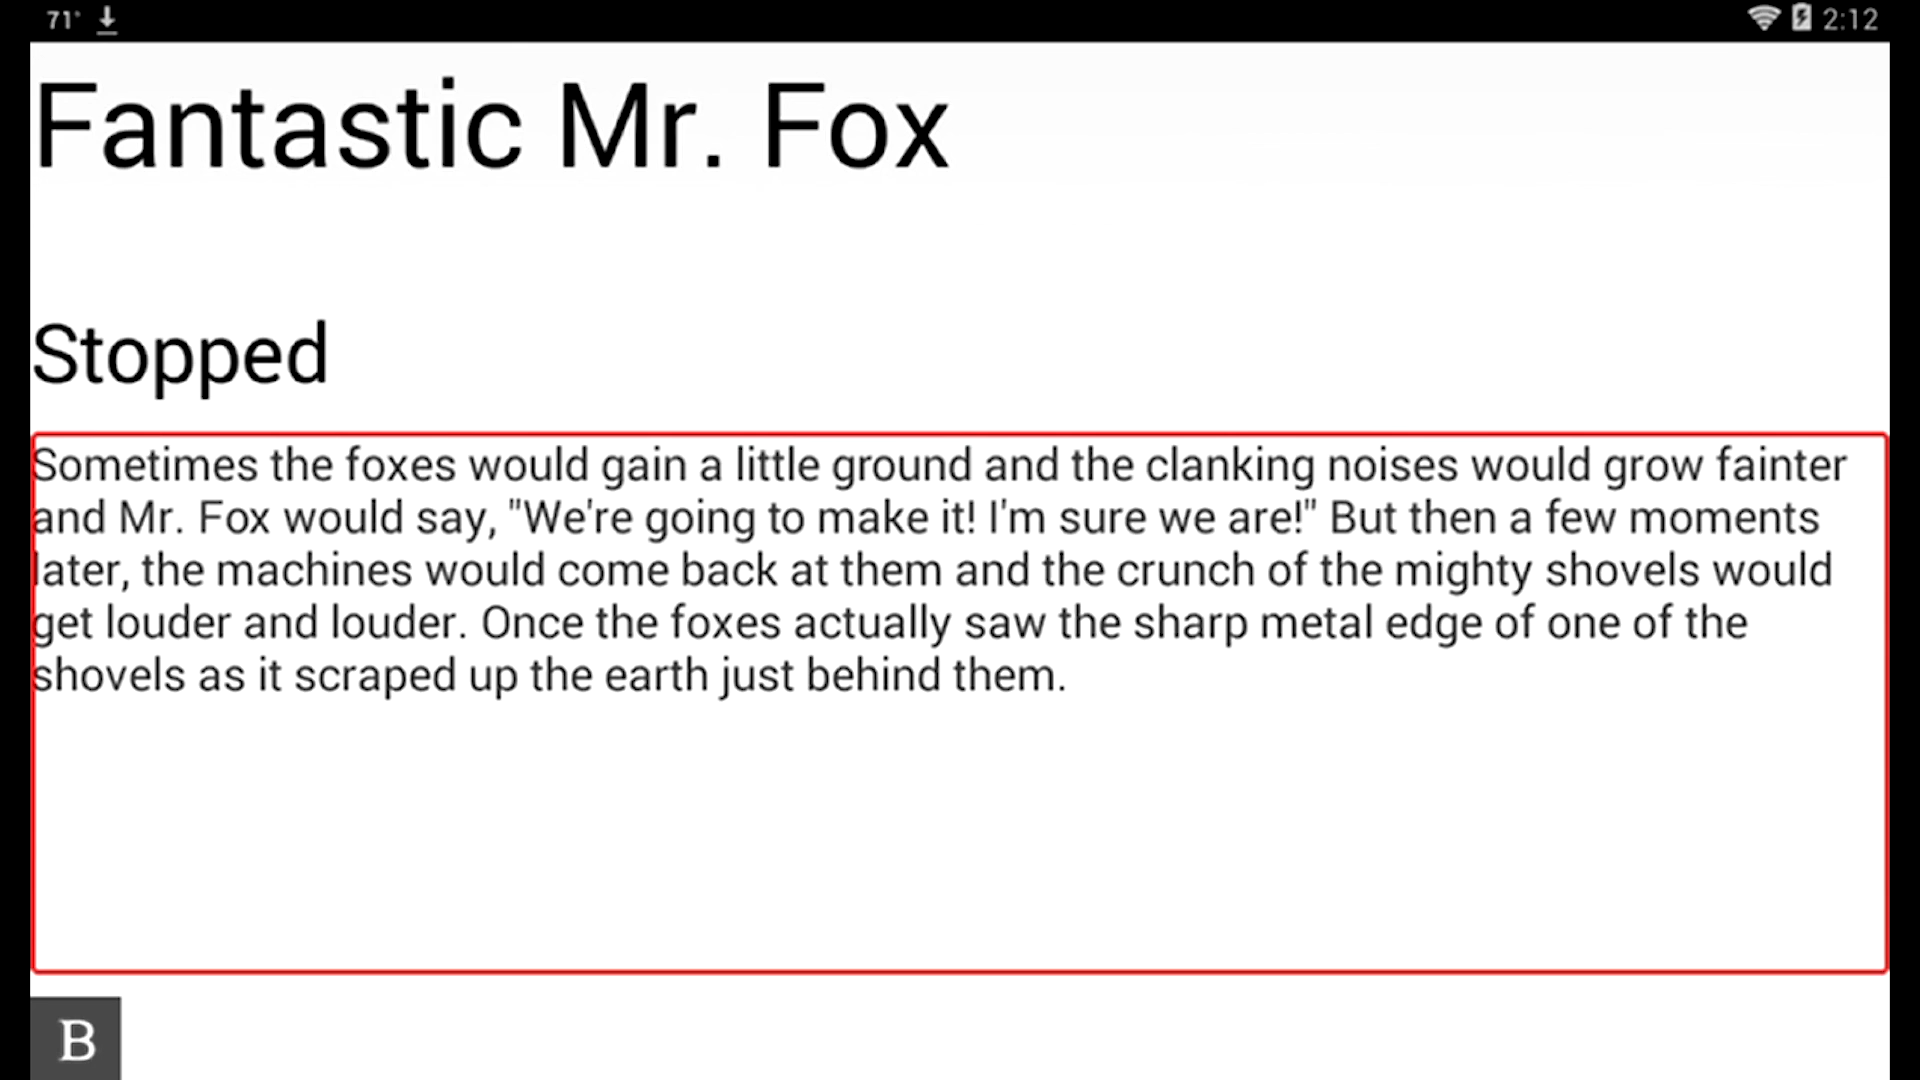 71°
2:12
Fantastic Mr. Fox
Stopped
Sometimes the foxes would gain a little ground and the clanking noises would grow fainter
and Mr. Fox would say, "We're going to make it! I'm sure we are!" But then a few moments
later, the machines would come back at them and the crunch of the mighty shovels would
get louder and louder. Once the foxes actually saw the sharp metal edge of one of the
shovels as it scraped up the earth just behind them.
B